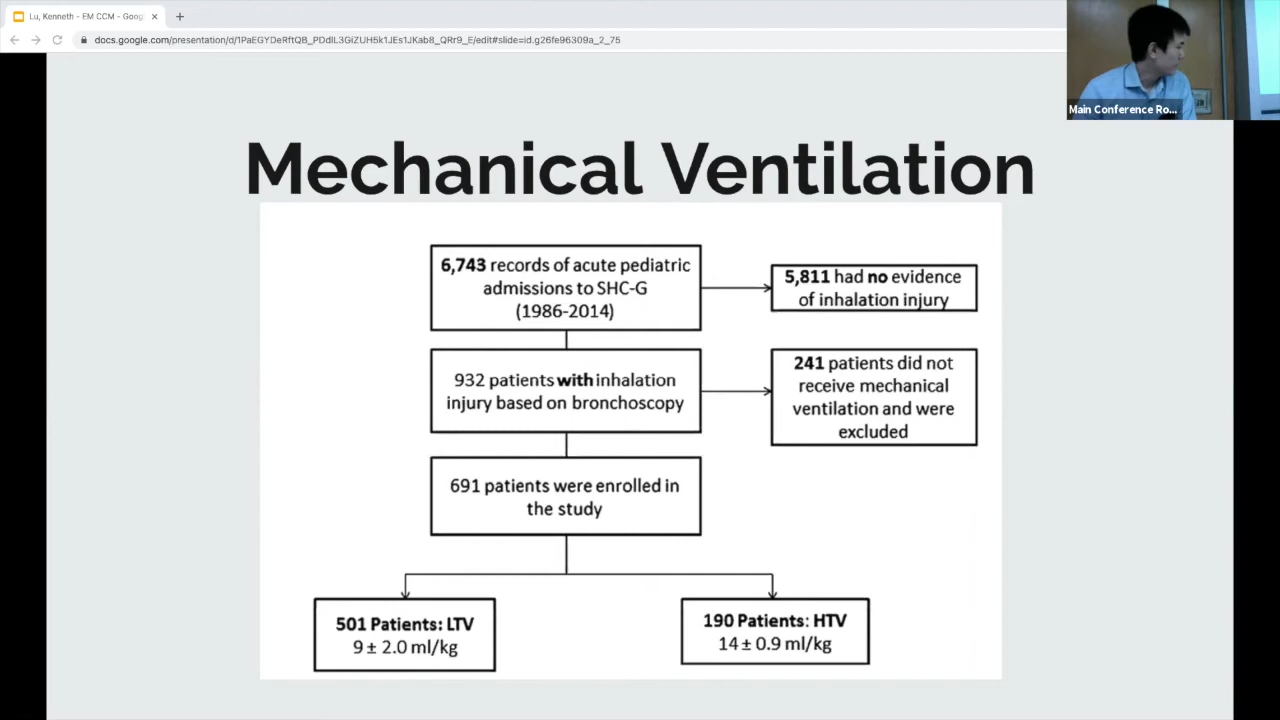 Lu, Kenneth - EM CCM - Goog
docs.google.com/presentation/d/1PaEGYDeRftQB_PDdIL3GiZUH5k1JEs1JKab8_QRr9_E/edit#slide=id.g26fe96309a_2_75
Main Conference Ro...
Mechanical Ventilation
6,743 records of acute pediatric
admissions to SHC-G
(1986-2014)
5,811 had no evidence
of inhalation injury
932 patients with inhalation
injury based on bronchoscopy
241 patients did not
receive mechanical
ventilation and were
excluded
691 patients were enrolled in
the study
501 Patients: LTV
9 ± 2.0 ml/kg
190 Patients: HTV
14 ± 0.9 ml/kg